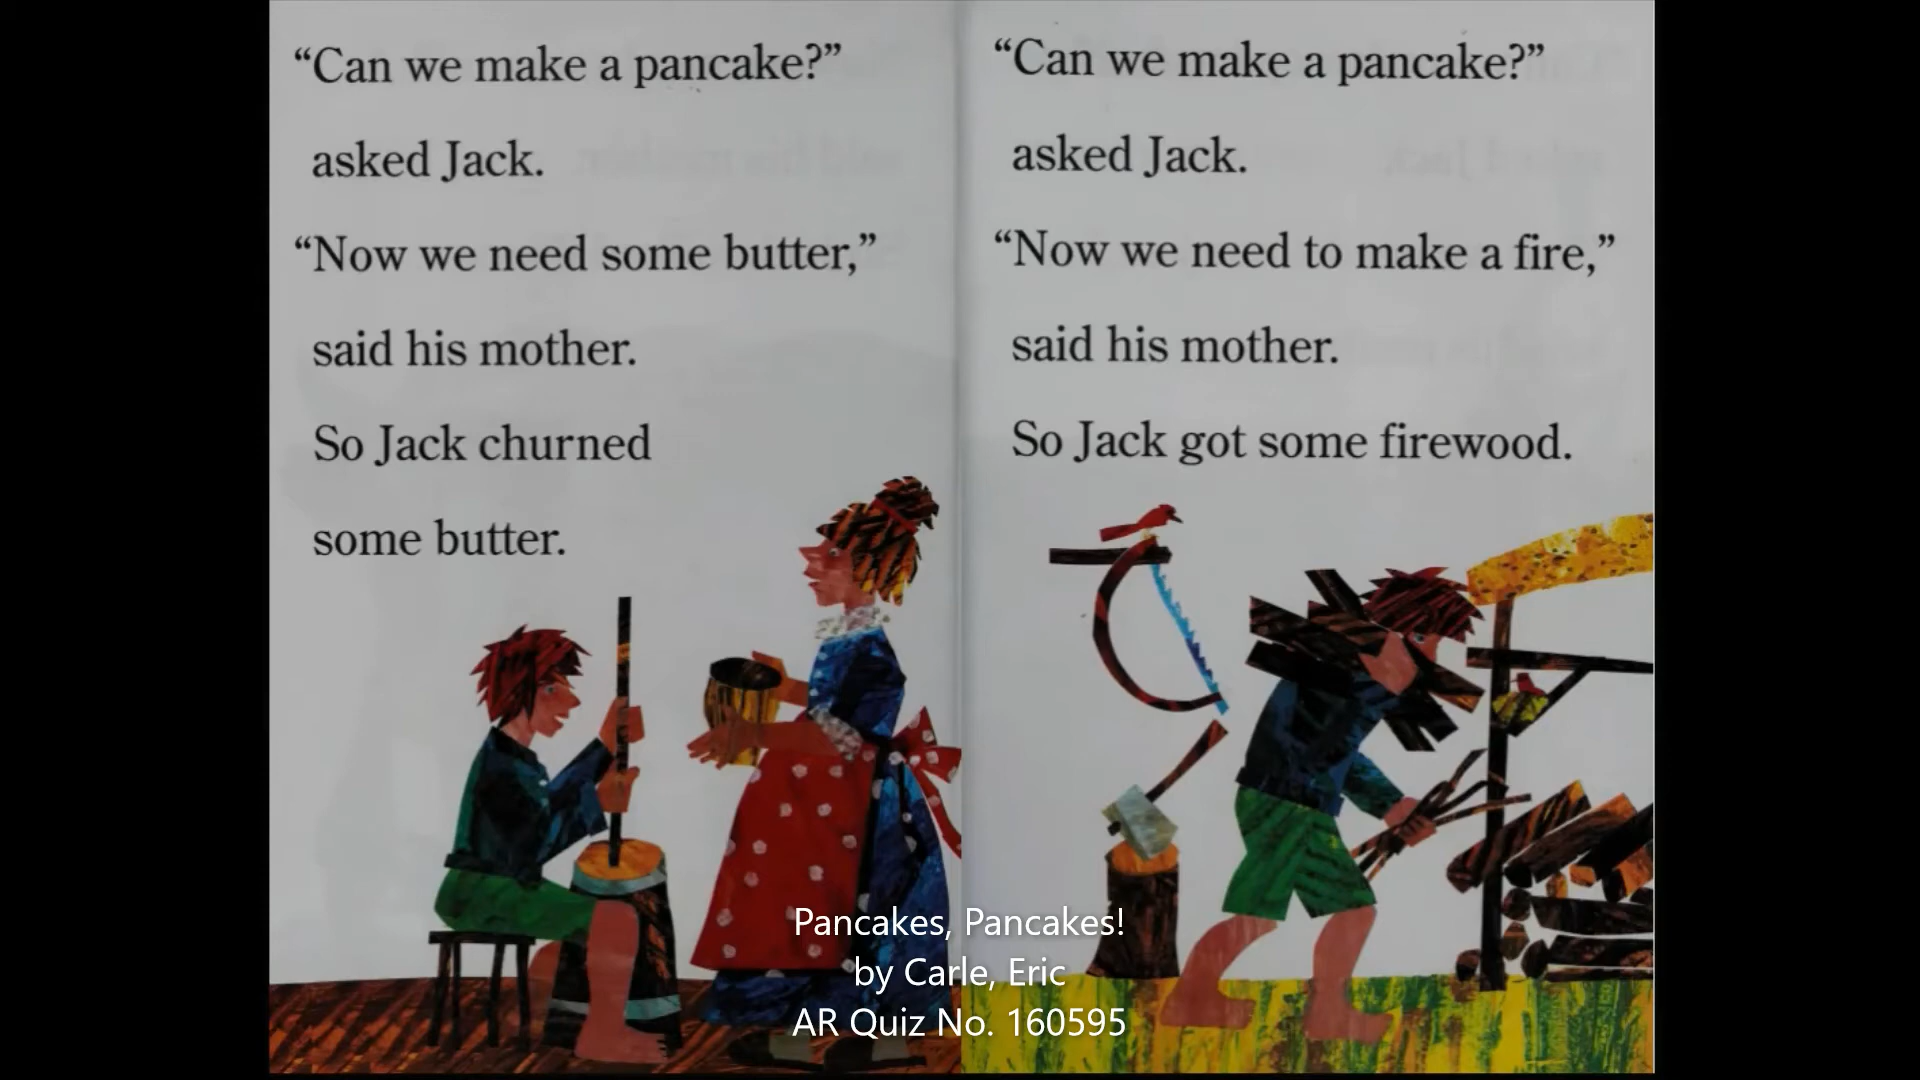 “Can we make a pancake?”
asked Jack.
“Now we need some butter,”
said his mother.
So Jack churned
some butter.
“Can we make a pancake?”
asked Jack.
“Now we need to make a fire,”
said his mother.
So Jack got some firewood.
Pancakes, Pancakes!
by Carle, Eric
AR Quiz No. 160595